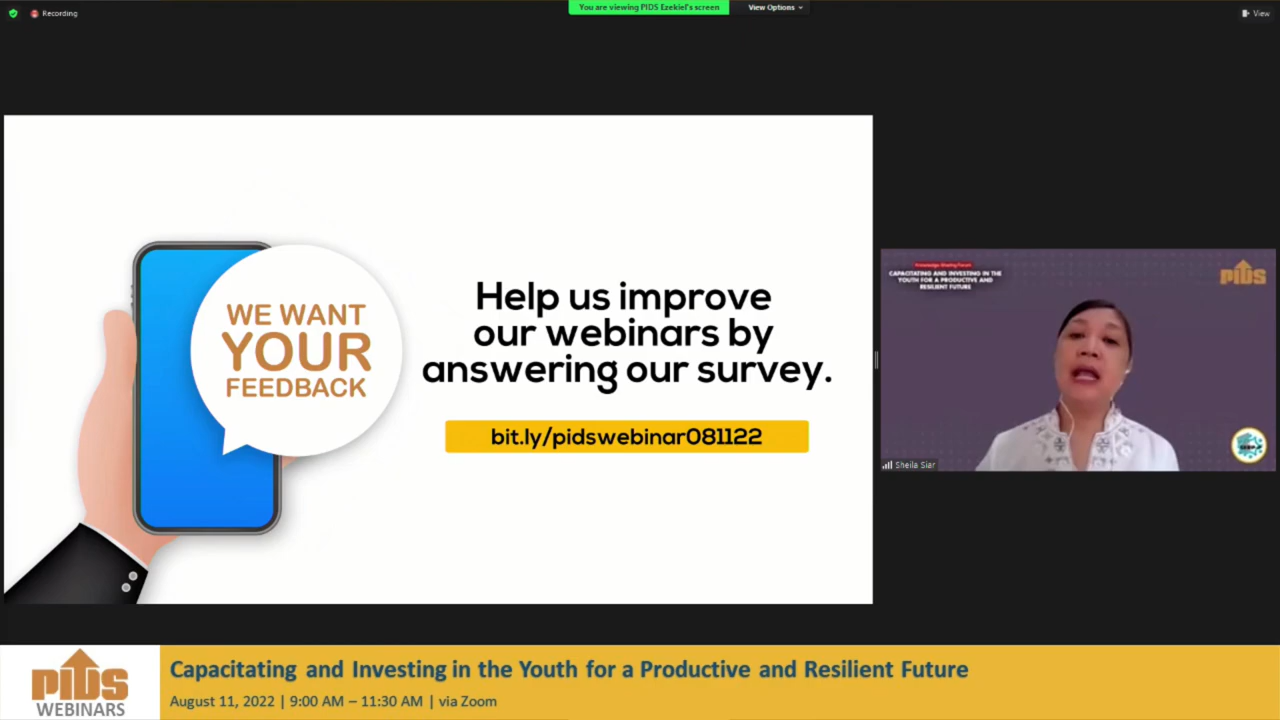 Recording
You are viewing PIDS Ezekiel's screen
View Options
View
WE WANT
YOUR
FEEDBACK
Help us improve
our webinars by
answering our survey.
bit.ly/pidswebinar081122
Knowledge Sharing Forum
CAPACITATING AND INVESTING IN THE
YOUTH FOR A PRODUCTIVE AND
RESILIENT FUTURE
PIDS
Sheila Siar
PIDS
WEBINARS
Capacitating and Investing in the Youth for a Productive and Resilient Future
August 11, 2022 | 9:00 AM – 11:30 AM | via Zoom